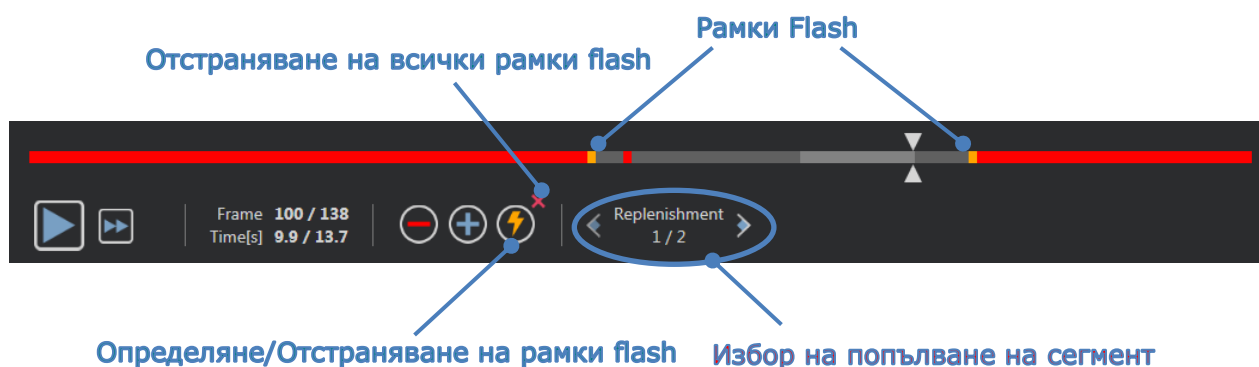 Рамки Flash
Отстраняване на всички рамки flash
Frame 100 / 138
Time[s] 9.9 / 13.7
Replenishment
1 / 2
Определяне/Отстраняване на рамки flash
Избор на попълване на сегмент